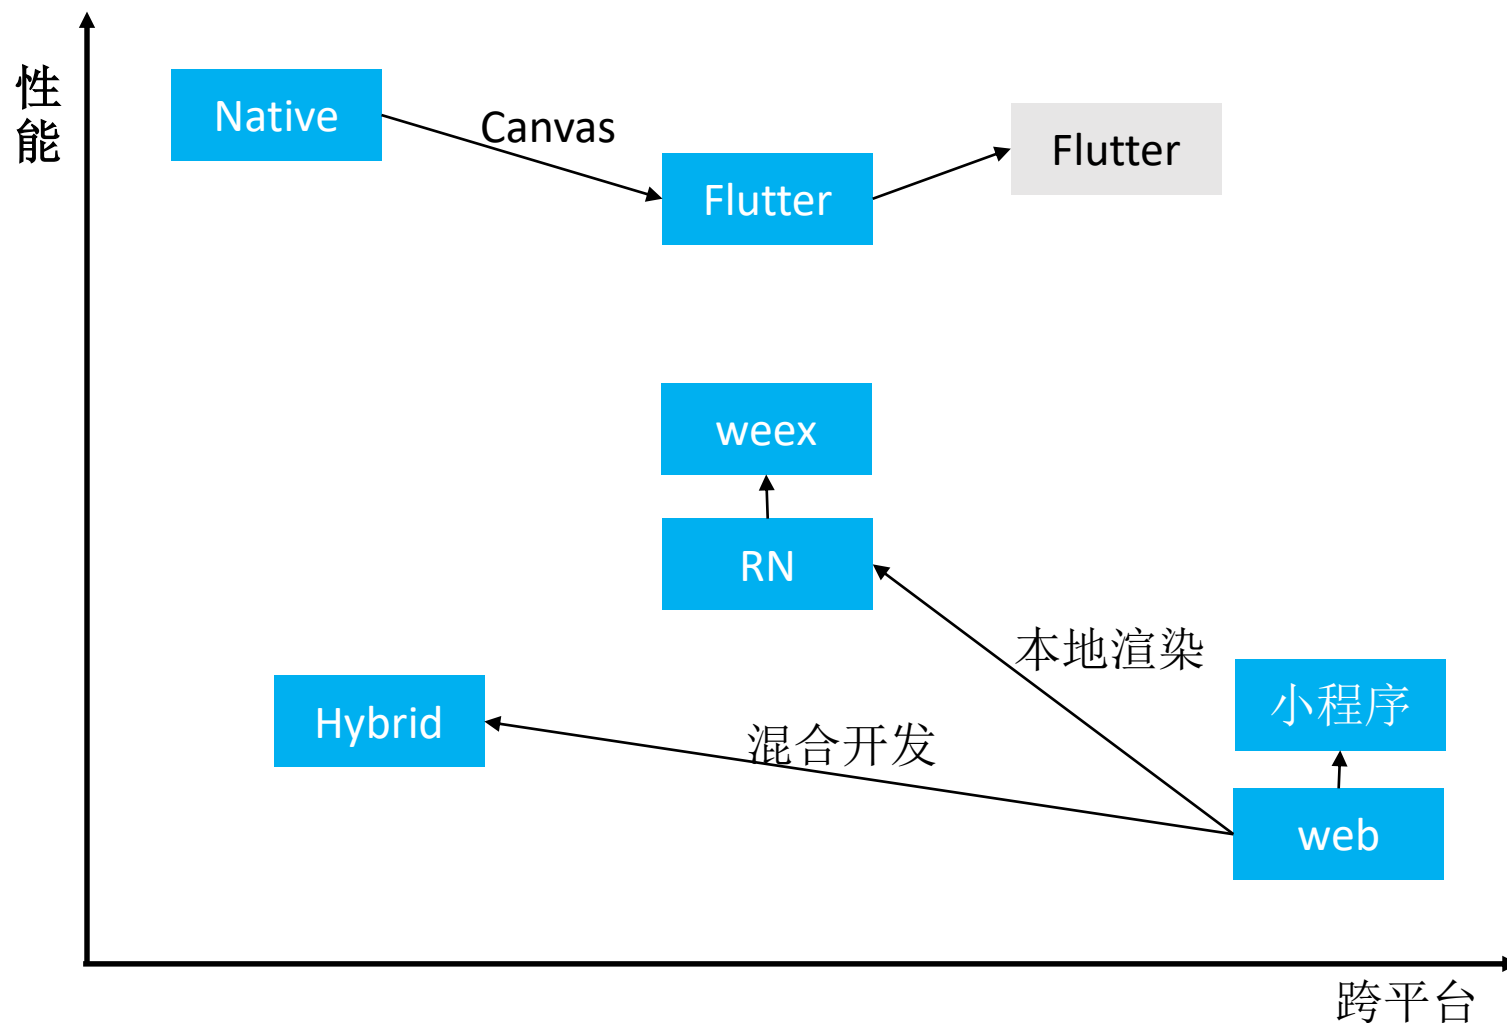 性
能
Native
Canvas
Flutter
Flutter
weex
RN
本地渲染
小程序
Hybrid
混合开发
web
跨平台